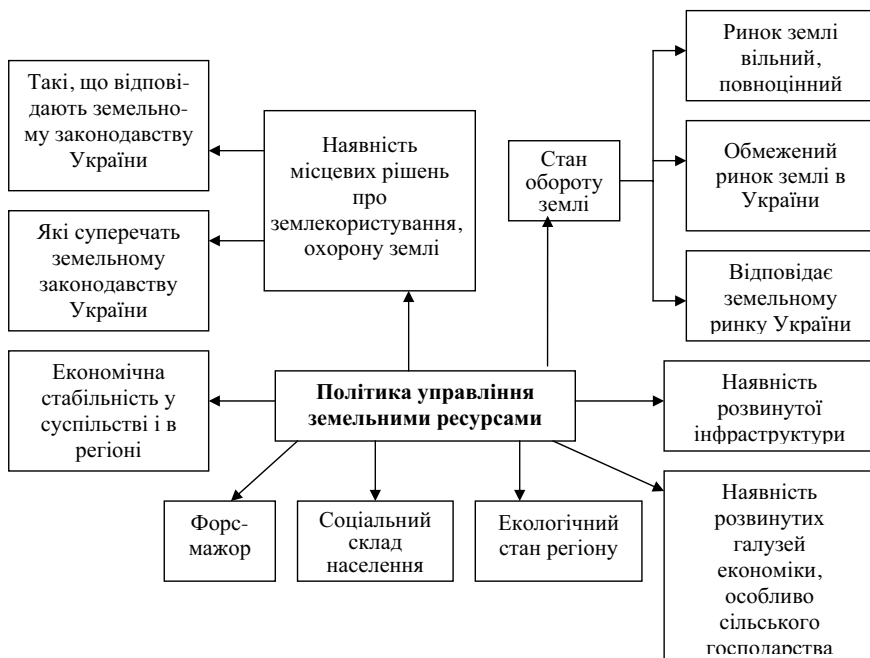 Ринок землі
вільний,
повноцінний
Такі, що відпові-
дають земельно-
му законодавству
України
Наявність
місцевих рішень
про
землекористування,
охорону землі
Стан
обороту
землі
Обмежений
ринок землі в
України
Які суперечать
земельному
законодавству
України
Відповідає
земельному
ринку України
Економічна
стабільність у
суспільстві і в
регіоні
Політика управління
земельними ресурсами
Наявність
розвинутої
інфраструктури
Форс-
мажор
Соціальний
склад
населення
Екологічний
стан регіону
Наявність
розвинутих
галузей
економіки,
особливо
сільського
господарства